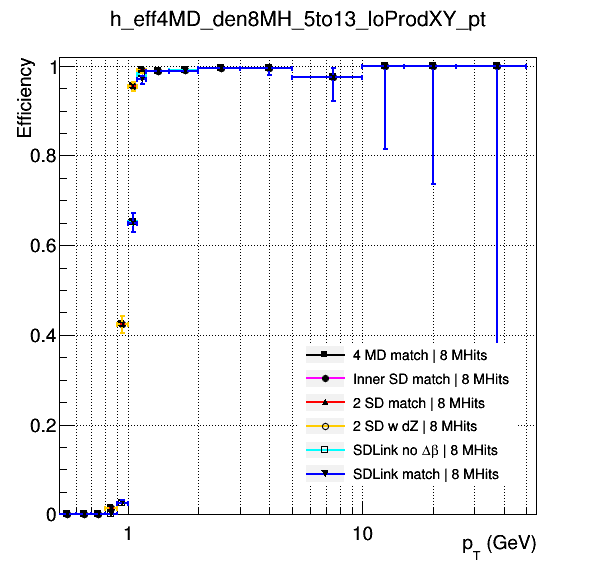 h_eff4MD_den8MH_5to13_loProdXY_pt
Efficiency
1
0.8
0.6
0.4
0.2
0
4 MD match | 8 MHits
Inner SD match | 8 MHits
2 SD match | 8 MHits
2 SD w dZ | 8 MHits
SDLink no Δβ | 8 MHits
SDLink match | 8 MHits
1
10
p_T (GeV)